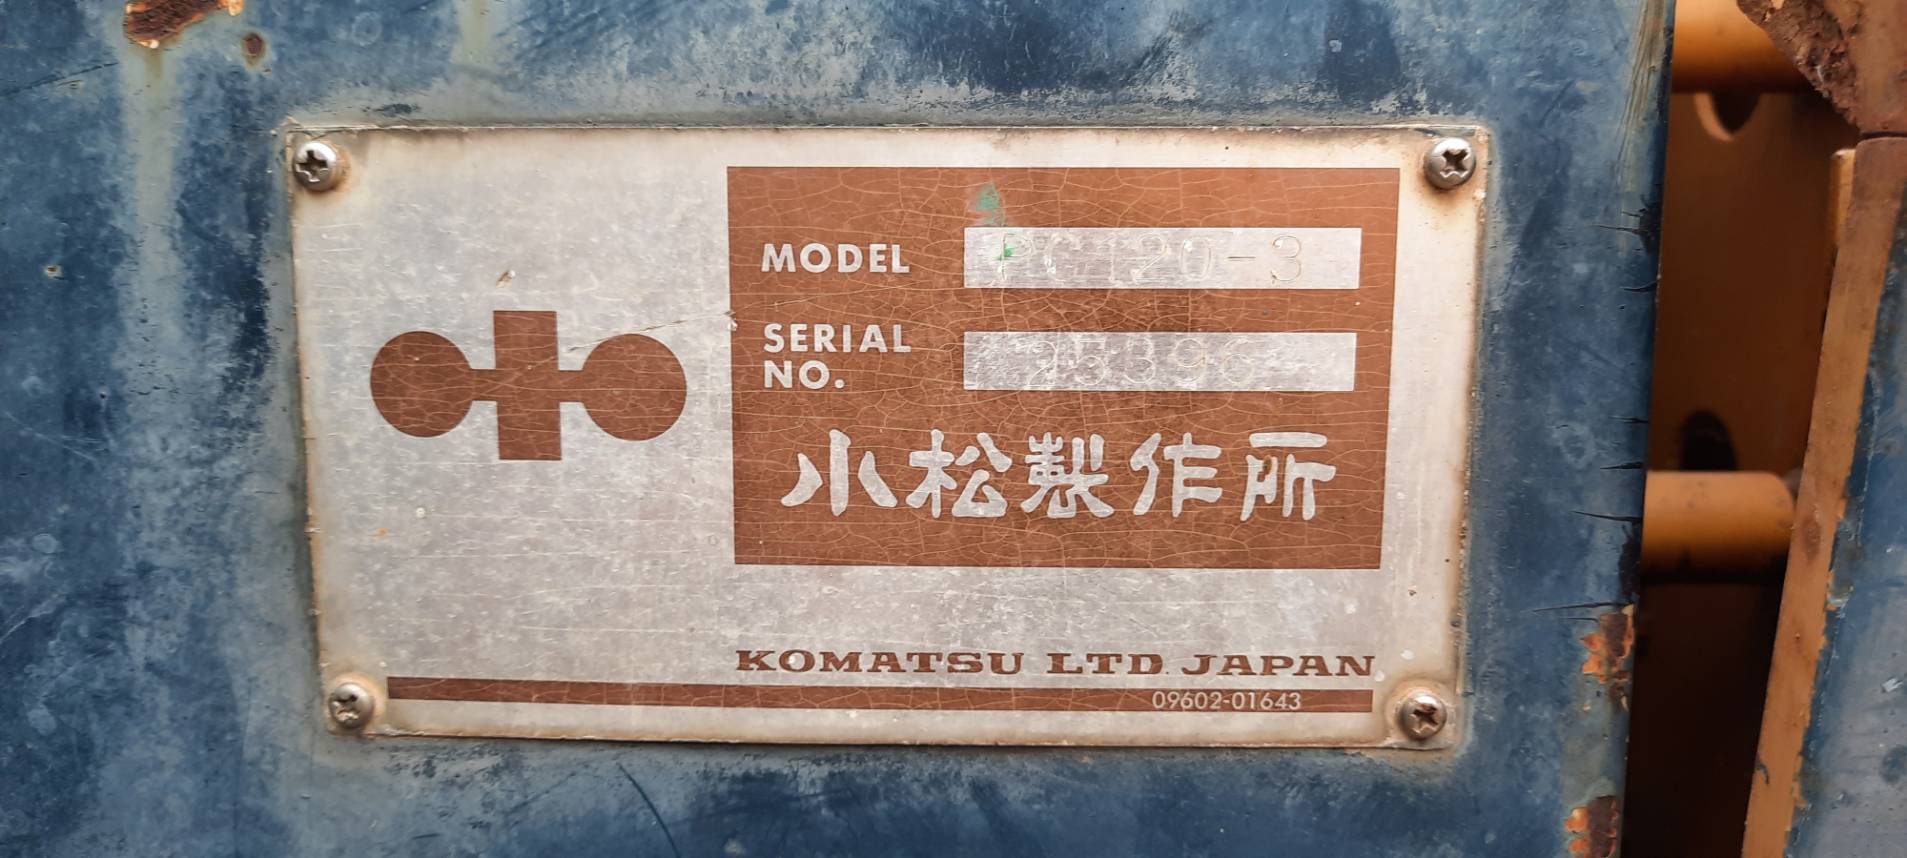 MODEL PC120-3
SERIAL
NO.
小松製作所
KOMATSU LTD. JAPAN
09602-01643